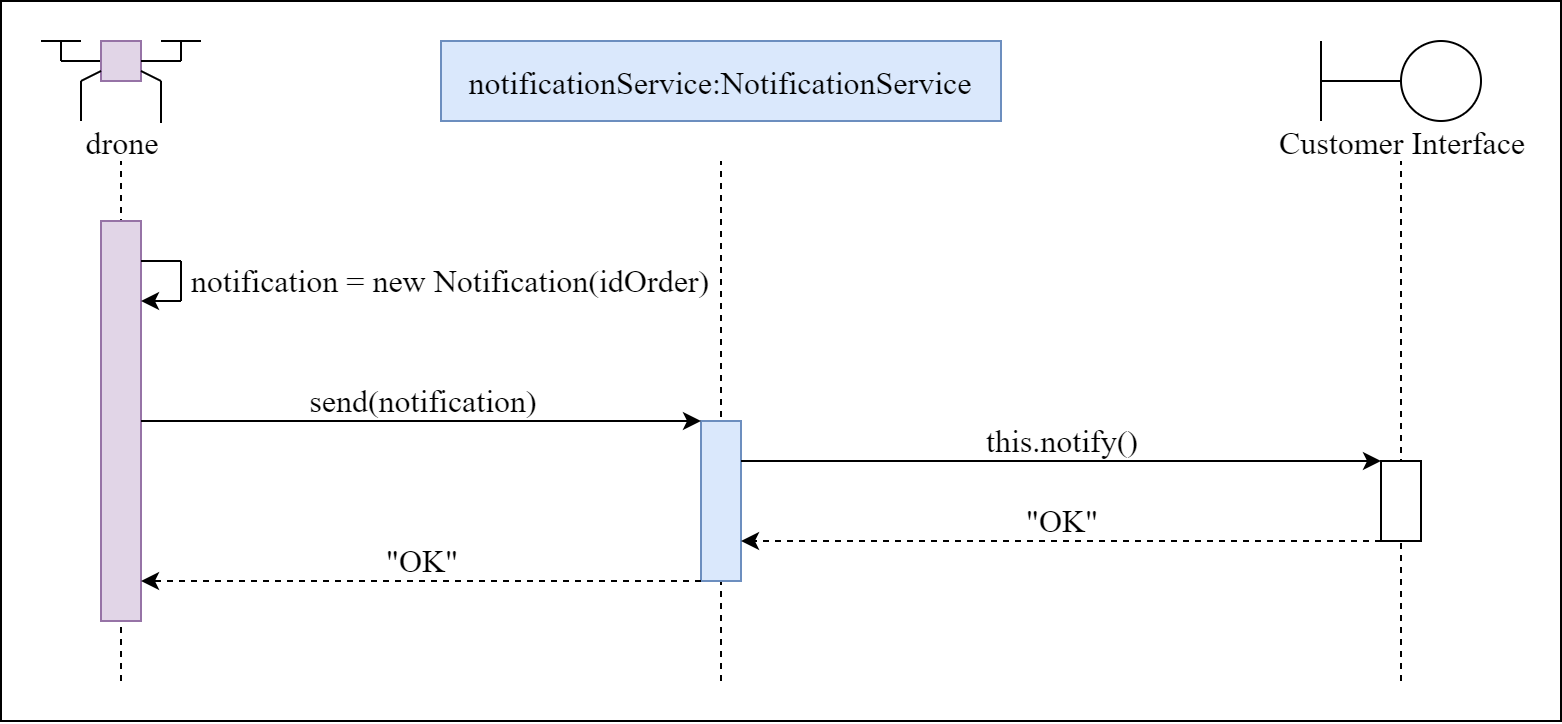 notificationService:NotificationService
drone
Customer Interface
notification = new Notification(idOrder)
send(notification)
this.notify()
"OK"
"OK"